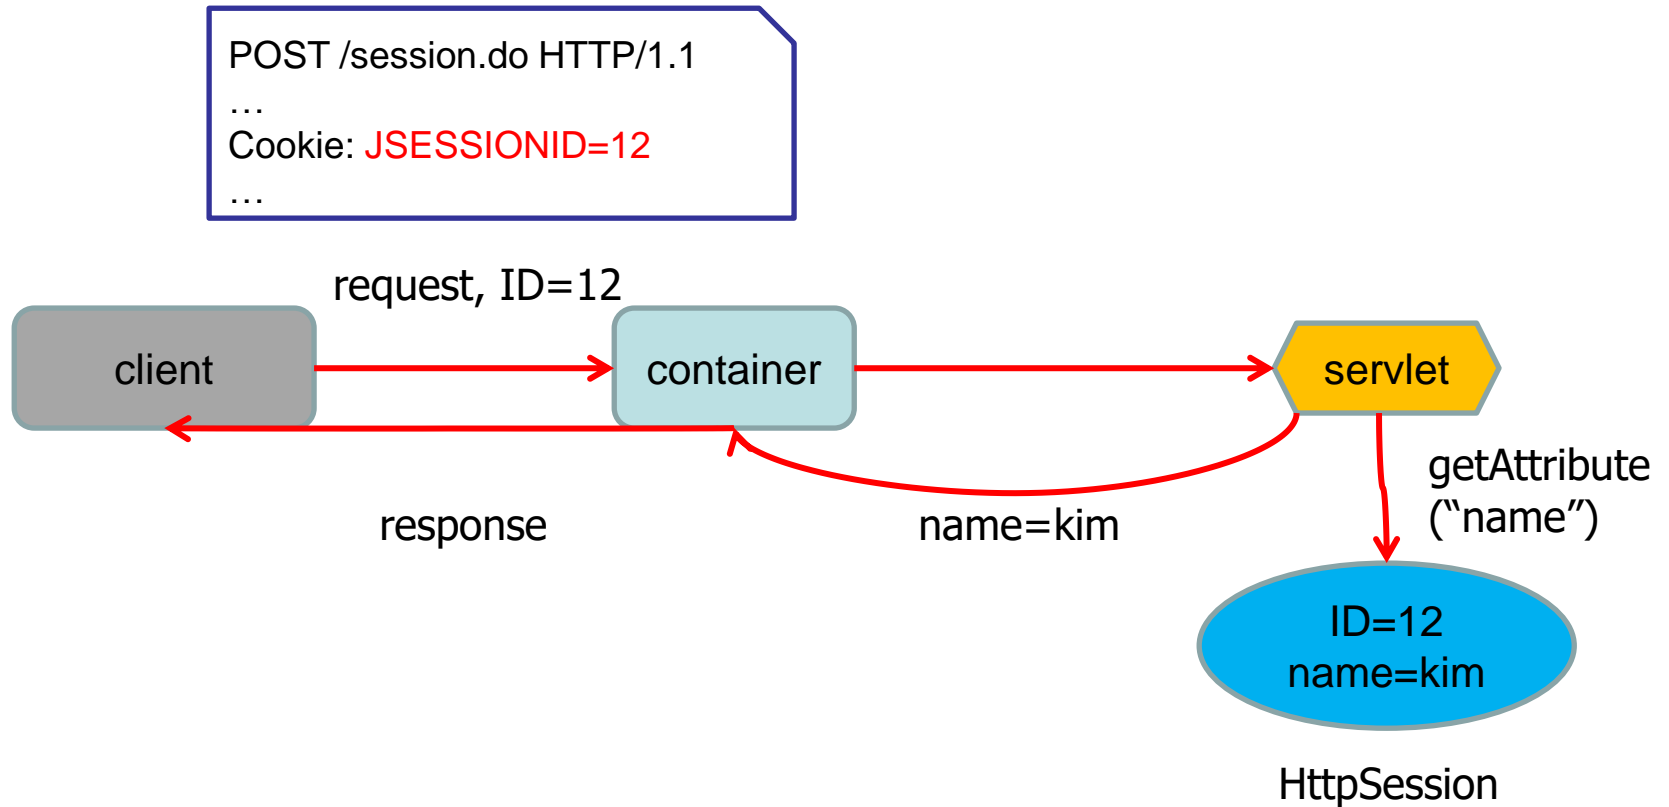 POST /session.do HTTP/1.1
…
Cookie: JSESSIONID=12
…
request, ID=12
client
container
servlet
getAttribute
(“name”)
response
name=kim
ID=12
name=kim
HttpSession